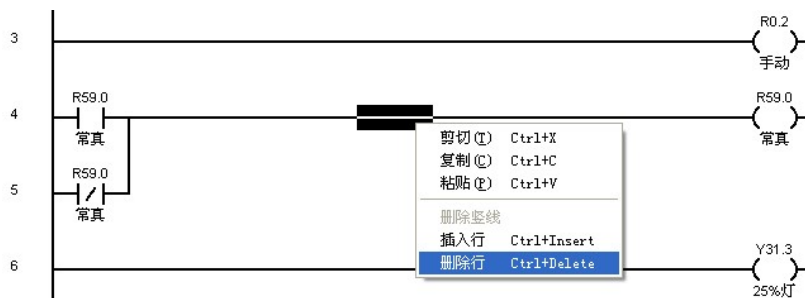 3
R0.2
手动
4
R59.0
R59.0
常真
常真
剪切(T) Ctrl+X
复制(C) Ctrl+C
粘贴(P) Ctrl+V
5
R59.0
常真
删除竖线
插入行 Ctrl+Insert
删除行 Ctrl+Delete
6
Y31.3
25%灯